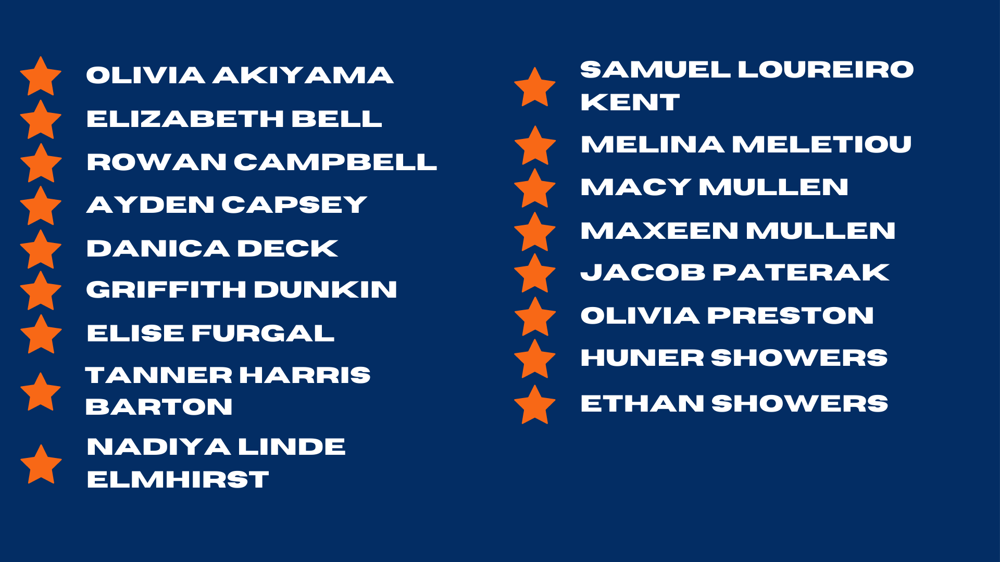 OLIVIA AKIYAMA
ELIZABETH BELL
ROWAN CAMPBELL
AYDEN CAPSEY
DANICA DECK
GRIFFITH DUNKIN
ELISE FURGAL
TANNER HARRIS
BARTON
NADIYA LINDE
ELMHIRST
SAMUEL LOUREIRO
KENT
MELINA MELETIOU
MACY MULLEN
MAXEEN MULLEN
JACOB PATERAK
OLIVIA PRESTON
HUNER SHOWERS
ETHAN SHOWERS